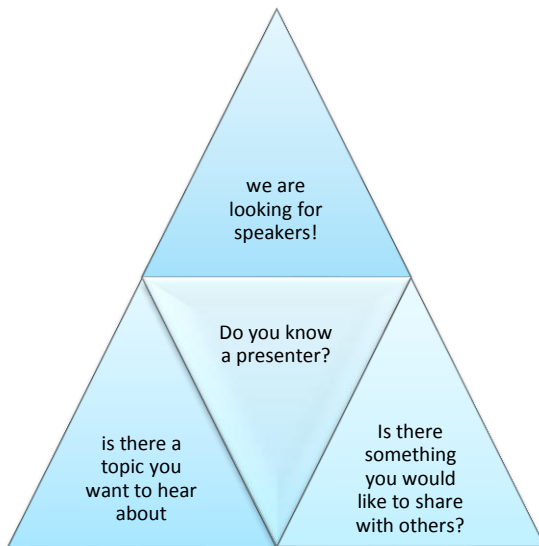 we are
looking for
speakers!
Do you know
a presenter?
is there a
topic you
want to hear
about
Is there
something
you would
like to share
with others?